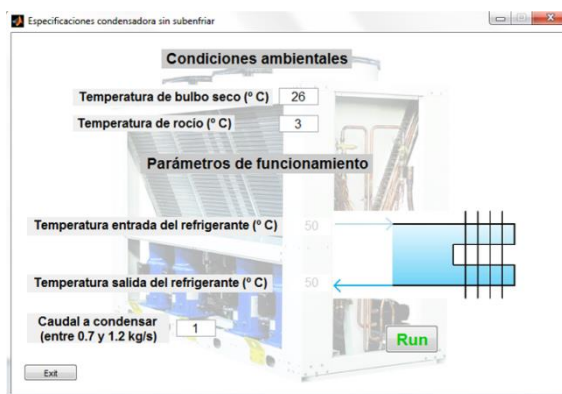 Especificaciones condensadora sin subenfriar
Condiciones ambientales
Temperatura de bulbo seco (º C) 26
Temperatura de rocio (º C) 3
Parámetros de funcionamiento
Temperatura entrada del refrigerante (º C) 50
Temperatura salida del refrigerante (º C) 50
Caudal a condensar 1
(entre 0.7 y 1.2 kg/s)
Run
Exit